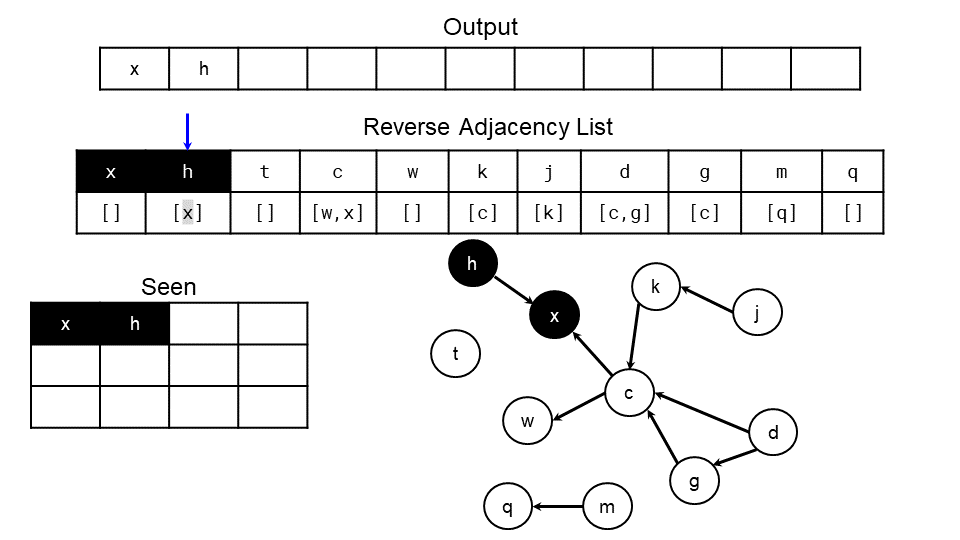 Output
x h
Reverse Adjacency List
x h t c w k j d g m q
[] [x] [] [w,x] [] [c] [k] [c,g] [c] [q] []
Seen
x h
h
k
x
j
t
c
w
d
g
q
m